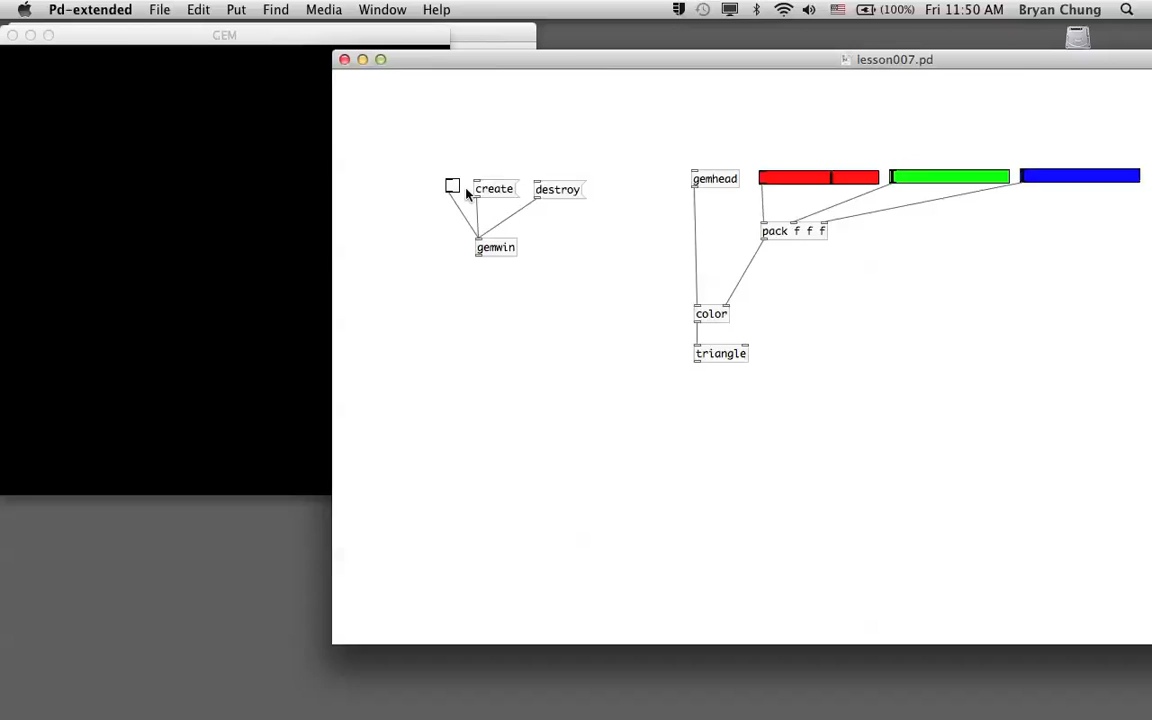 Pd-extended File Edit Put Find Media Window Help (100%) Fri 11:50 AM Bryan Chung
GEM
lesson007.pd
create destroy gemhead
pack f f f
gemwin
color
triangle